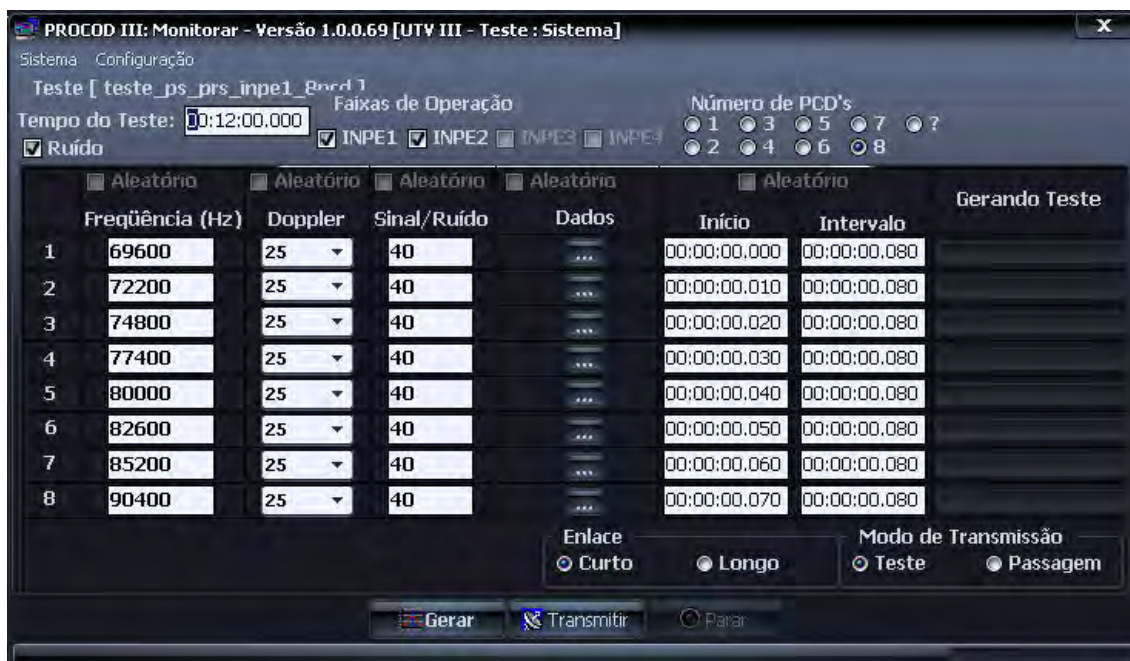 PROCOD III: Monitorar - Versão 1.0.0.69 [UTV III - Teste : Sistema] X
Sistema Configuração
Teste [ teste_ps_prs_inpe1_8pcd ]
Tempo do Teste: 00:12:00.000
Ruído
Faixas de Operação
INPE1 INPE2 INPE3 INPE4
Número de PCD's
1 3 5 7 ?
2 4 6 8
Aleatório Aleatório Aleatório Aleatório Aleatório
Freqüência (Hz) Doppler Sinal/Ruído Dados Início Intervalo Gerando Teste
1 69600 25 40 ... 00:00:00.000 00:00:00.080
2 72200 25 40 ... 00:00:00.010 00:00:00.080
3 74800 25 40 ... 00:00:00.020 00:00:00.080
4 77400 25 40 ... 00:00:00.030 00:00:00.080
5 80000 25 40 ... 00:00:00.040 00:00:00.080
6 82600 25 40 ... 00:00:00.050 00:00:00.080
7 85200 25 40 ... 00:00:00.060 00:00:00.080
8 90400 25 40 ... 00:00:00.070 00:00:00.080
Enlace
Curto Longo
Modo de Transmissão
Teste Passagem
Gerar Transmitir Parar